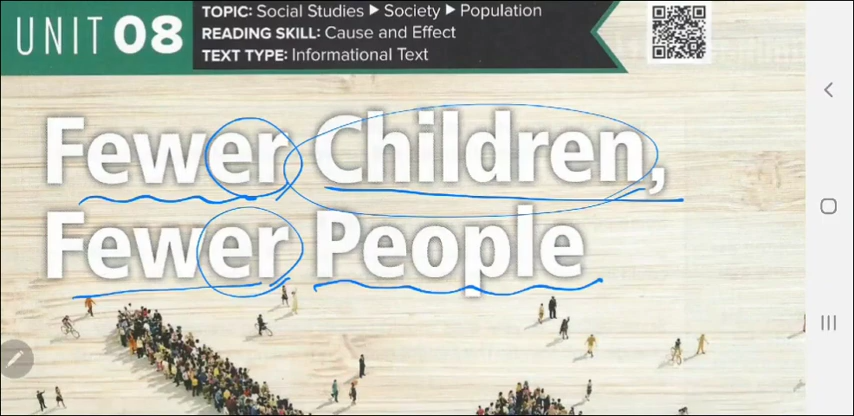 UNIT 08
TOPIC: Social Studies ▶ Society ▶ Population
READING SKILL: Cause and Effect
TEXT TYPE: Informational Text
Fewer Children,
Fewer People